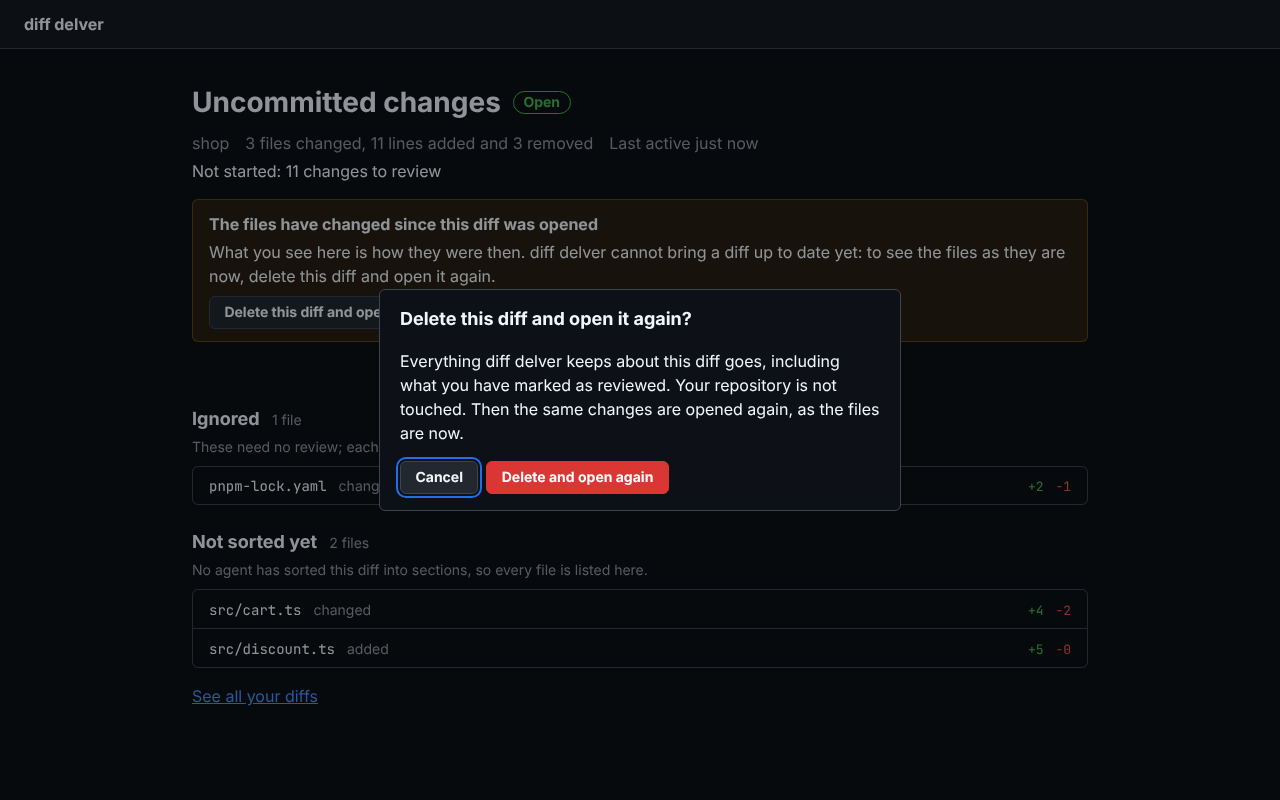 diff delver
Uncommitted changes Open
shop 3 files changed, 11 lines added and 3 removed Last active just now
Not started: 11 changes to review
The files have changed since this diff was opened
What you see here is how they were then. diff delver cannot bring a diff up to date yet: to see the files as they are
now, delete this diff and open it again.
Delete this diff and ope
Delete this diff and open it again?
Everything diff delver keeps about this diff goes, including
what you have marked as reviewed. Your repository is not
touched. Then the same changes are opened again, as the files
are now.
Cancel Delete and open again
Ignored 1 file
These need no review; each
pnpm-lock.yaml chang +2 -1
Not sorted yet 2 files
No agent has sorted this diff into sections, so every file is listed here.
src/cart.ts changed +4 -2
src/discount.ts added +5 -0
See all your diffs